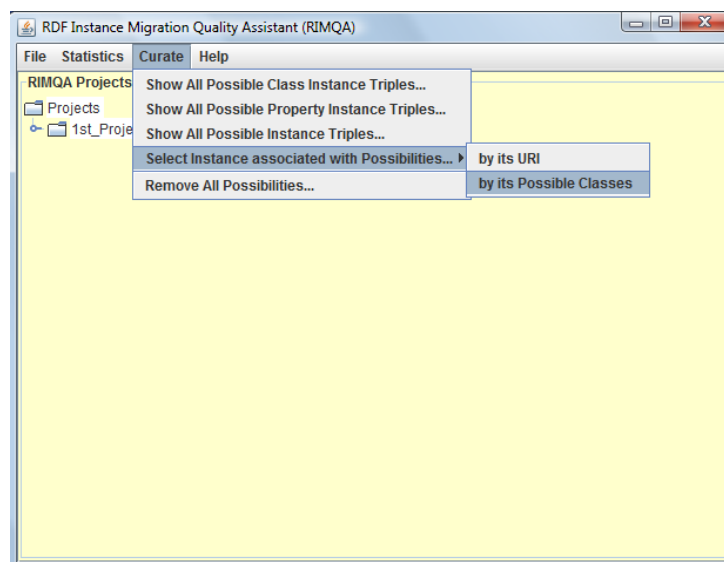 RDF Instance Migration Quality Assistant (RIMQA)
File Statistics Curate Help
RIMQA Projects
Projects
1st_Proje
Show All Possible Class Instance Triples...
Show All Possible Property Instance Triples...
Show All Possible Instance Triples...
Select Instance associated with Possibilities...
Remove All Possibilities...
by its URI
by its Possible Classes